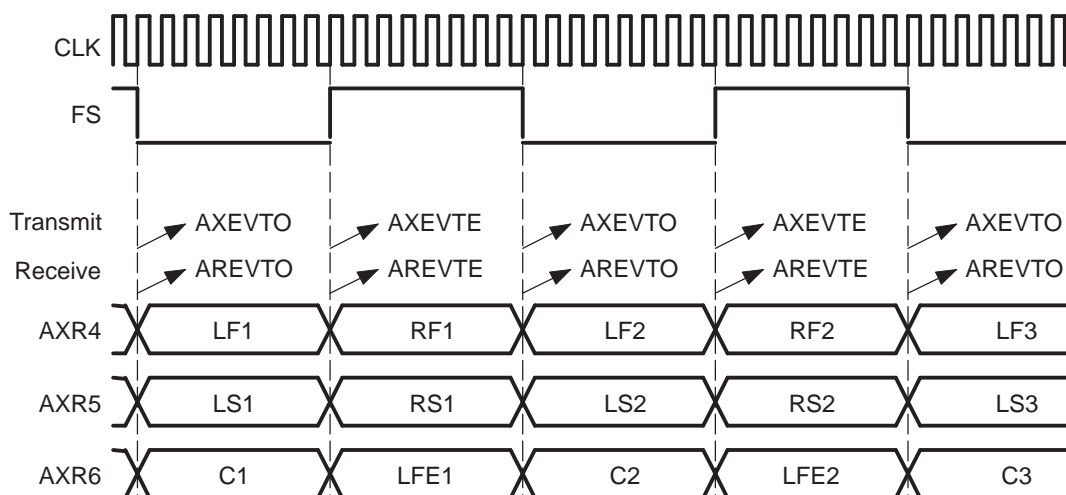 CLK
FS
Transmit AXEVTO AXEVTE AXEVTO AXEVTE AXEVTO
Receive AREVTO AREVTE AREVTO AREVTE AREVTO
AXR4 LF1 RF1 LF2 RF2 LF3
AXR5 LS1 RS1 LS2 RS2 LS3
AXR6 C1 LFE1 C2 LFE2 C3